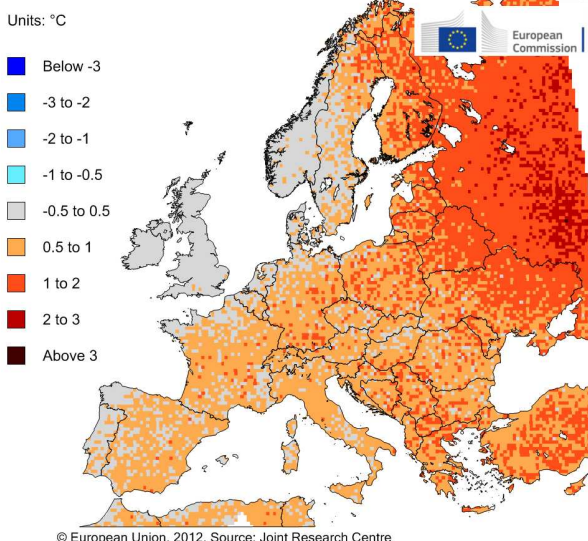 Units: °C
European
Commission
Below -3
-3 to -2
-2 to -1
-1 to -0.5
-0.5 to 0.5
0.5 to 1
1 to 2
2 to 3
Above 3
© European Union, 2012. Source: Joint Research Centre